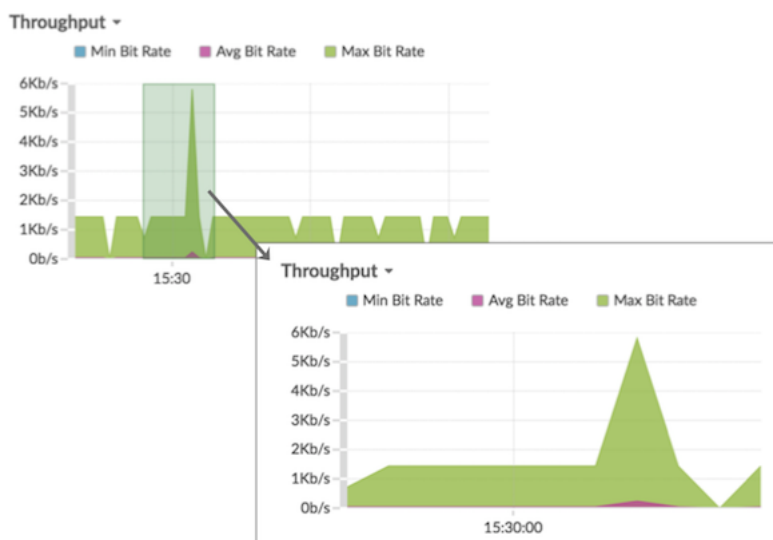 Throughput
Min Bit Rate Avg Bit Rate Max Bit Rate
6Kb/s
5Kb/s
4Kb/s
3Kb/s
2Kb/s
1Kb/s
0b/s
15:30
Throughput
Min Bit Rate Avg Bit Rate Max Bit Rate
6Kb/s
5Kb/s
4Kb/s
3Kb/s
2Kb/s
1Kb/s
0b/s
15:30:00